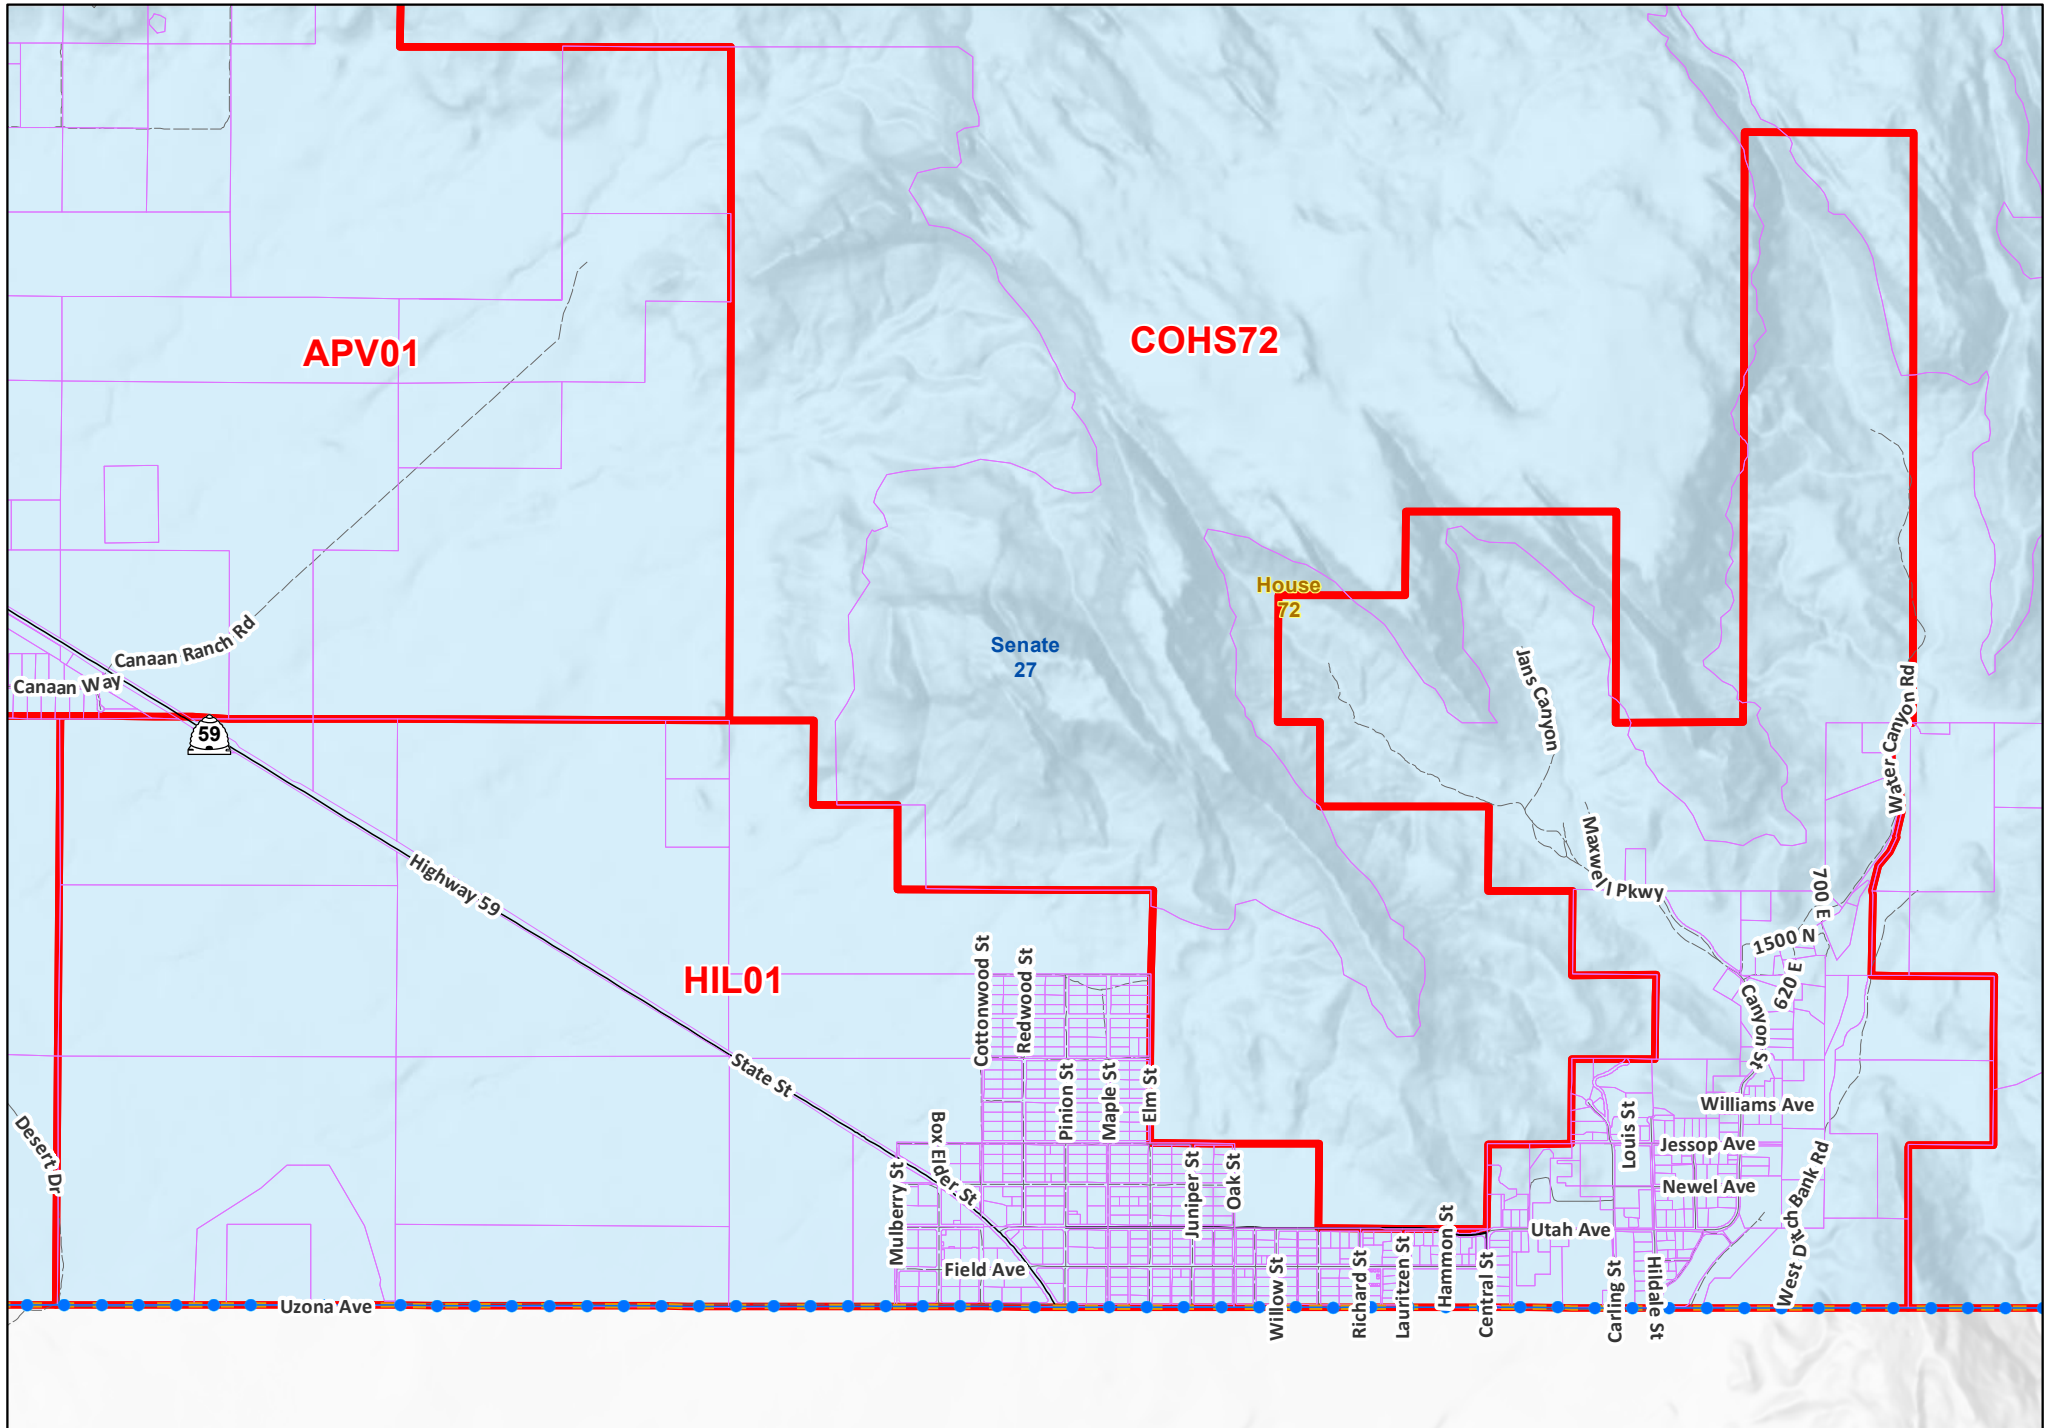 APV01
COHS72
House
72
Senate
27
Canaan Ranch Rd
Canaan Way
59
Jans Canyon
Water Canyon Rd
Maxwell Pkwy
Highway 59
700 E
1500 N
620 E
HIL01
Cottonwood St
Redwood St
Canyon St
State St
Pinion St
Maple St
Elm St
Williams Ave
Box Elder St
Louis St
Jessop Ave
Desert Dr
Mulberry St
Juniper St
Oak St
Newel Ave
West Ditch Bank Rd
Utah Ave
Hammon St
Field Ave
Willow St
Richard St
Lauritzen St
Central St
Carling St
Hildale St
Uzona Ave